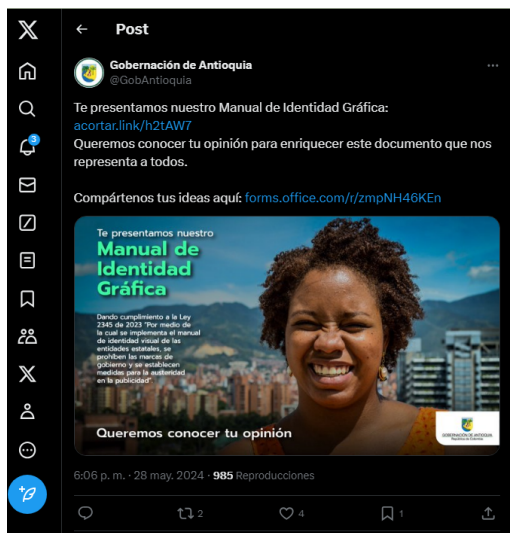 Post
Gobernación de Antioquia
@GobAntioquia
Te presentamos nuestro Manual de Identidad Gráfica:
acortar.link/h2tAW7
Queremos conocer tu opinión para enriquecer este documento que nos
representa a todos.
Compártenos tus ideas aquí: forms.office.com/r/zmpNH46KEn
Te presentamos nuestro
Manual de
Identidad
Gráfica
Dando cumplimiento a la Ley
2345 de 2023 "Por medio de
la cual se implementa el manual
de identidad visual de las
entidades estatales, se
prohíben las marcas de
gobierno y se establecen
medidas para la austeridad
en la publicidad"
Queremos conocer tu opinión
GOBERNACIÓN DE ANTIOQUIA
República de Colombia
6:06 p. m. · 28 may. 2024 · 985 Reproducciones
2
4
1
3